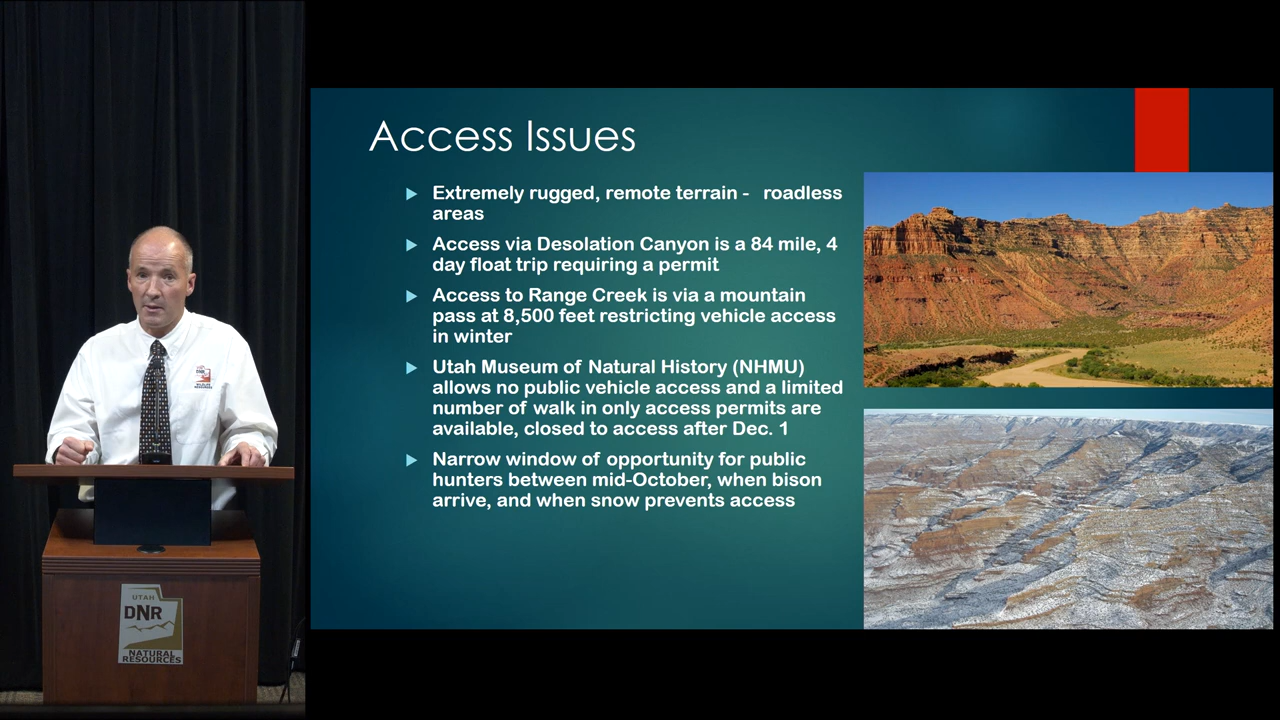 Access Issues
Extremely rugged, remote terrain - roadless
areas
Access via Desolation Canyon is a 84 mile, 4
day float trip requiring a permit
Access to Range Creek is via a mountain
pass at 8,500 feet restricting vehicle access
in winter
Utah Museum of Natural History (NHMU)
allows no public vehicle access and a limited
number of walk in only access permits are
available, closed to access after Dec. 1
Narrow window of opportunity for public
hunters between mid-October, when bison
arrive, and when snow prevents access
DNR
WILDLIFE
RESOURCES
UTAH
DNR
NATURAL
RESOURCES